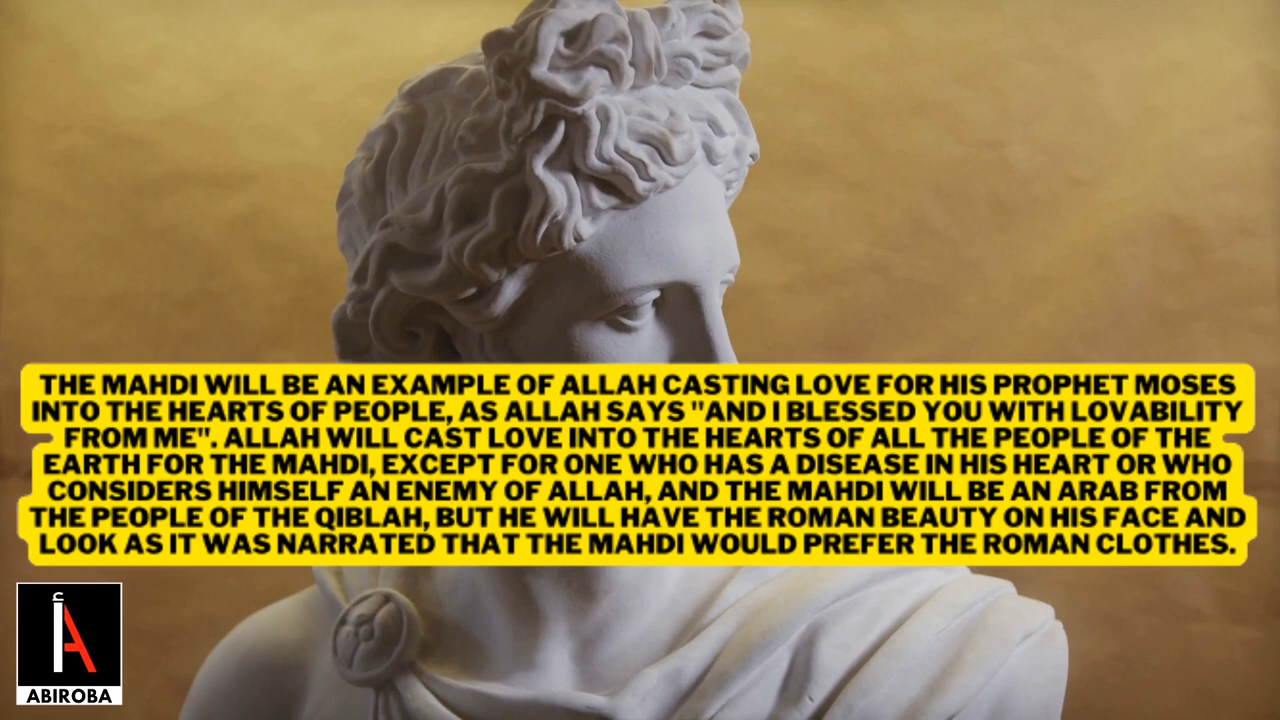 THE MAHDI WILL BE AN EXAMPLE OF ALLAH CASTING LOVE FOR HIS PROPHET MOSES
INTO THE HEARTS OF PEOPLE, AS ALLAH SAYS "AND I BLESSED YOU WITH LOVABILITY
FROM ME". ALLAH WILL CAST LOVE INTO THE HEARTS OF ALL THE PEOPLE OF THE
EARTH FOR THE MAHDI, EXCEPT FOR ONE WHO HAS A DISEASE IN HIS HEART OR WHO
CONSIDERS HIMSELF AN ENEMY OF ALLAH, AND THE MAHDI WILL BE AN ARAB FROM
THE PEOPLE OF THE QIBLAH, BUT HE WILL HAVE THE ROMAN BEAUTY ON HIS FACE AND
LOOK AS IT WAS NARRATED THAT THE MAHDI WOULD PREFER THE ROMAN CLOTHES.
ABIROBA